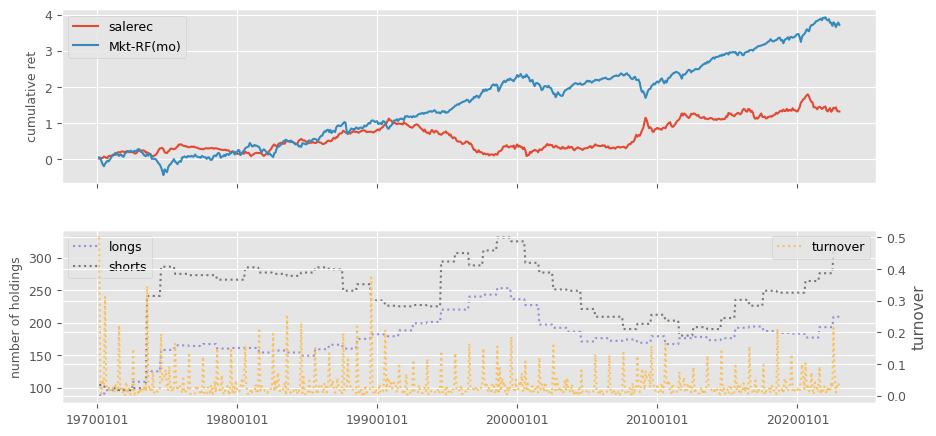 4
3
2
1
0
cumulative ret
salerec
Mkt-RF(mo)
300
250
200
150
100
number of holdings
longs
shorts
turnover
0.5
0.4
0.3
0.2
0.1
0.0
turnover
19700101 19800101 19900101 20000101 20100101 20200101